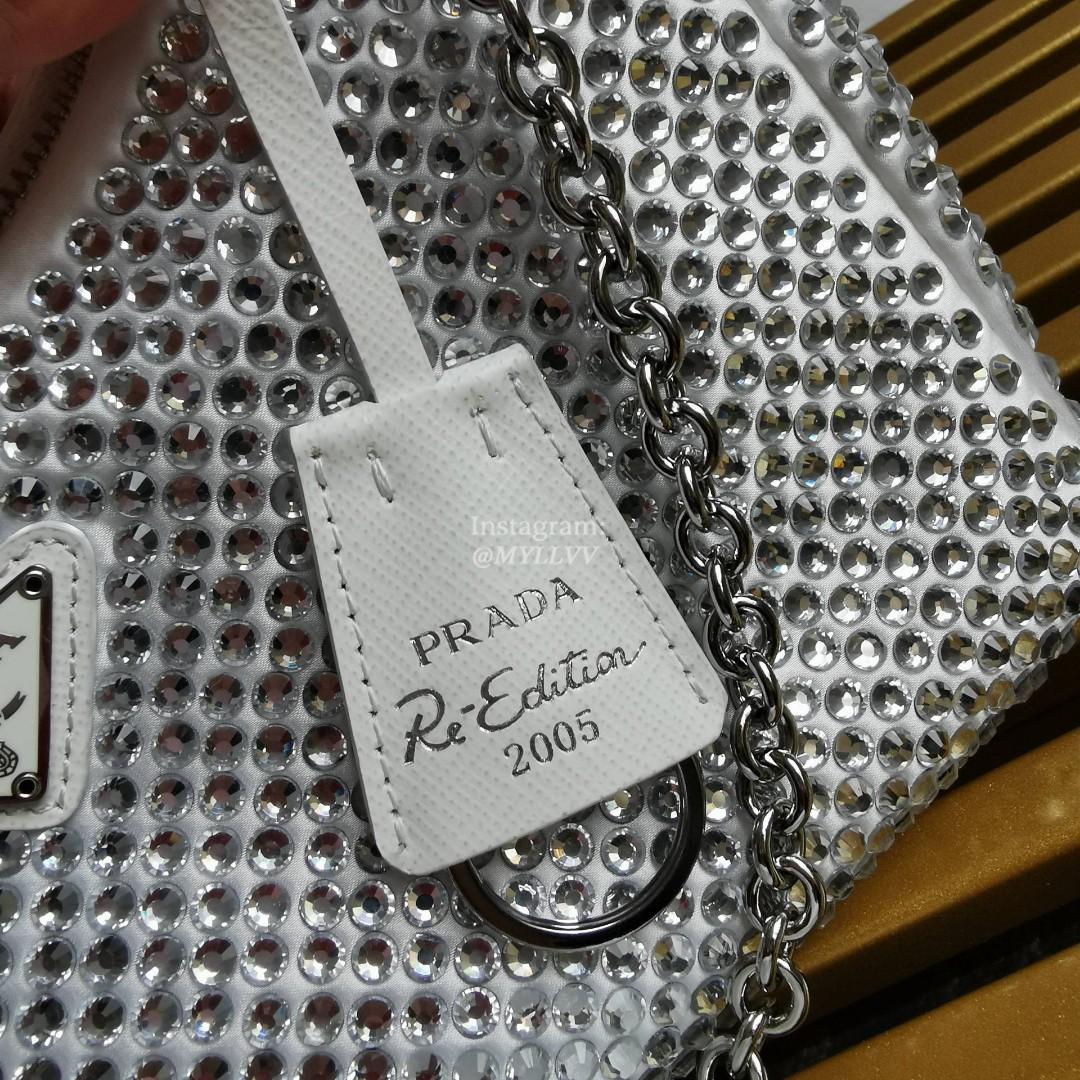 Instagram:
@MYLLVV
PRADA
Re-Edition
2005